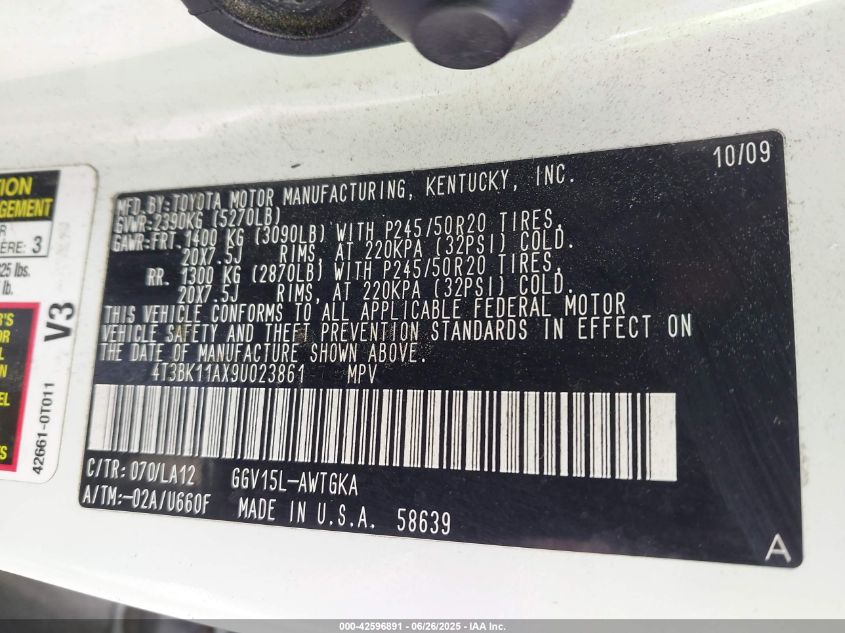 10/09
MFD. BY:TOYOTA MOTOR MANUFACTURING, KENTUCKY, INC.
GVWR:2390KG (5270LB)
GAWR:FRT. 1400 KG (3090LB) WITH P245/50R20 TIRES,
20X7.5J RIMS, AT 220KPA (32PSI) COLD.
RR. 1300 KG (2870LB) WITH P245/50R20 TIRES,
20X7.5J RIMS, AT 220KPA (32PSI) COLD.
THIS VEHICLE CONFORMS TO ALL APPLICABLE FEDERAL MOTOR
VEHICLE SAFETY AND THEFT PREVENTION STANDARDS IN EFFECT ON
THE DATE OF MANUFACTURE SHOWN ABOVE.
4T3BK11AX9U023861 MPV
C/TR: 070/LA12 GGV15L-AWTGKA
A/TM:-02A/U660F MADE IN U.S.A. 58639
A
GEMENT
3
lbs.
lb.
V3
42661-0T011
000-42596891 / 06/26/2025 - IAA Inc.